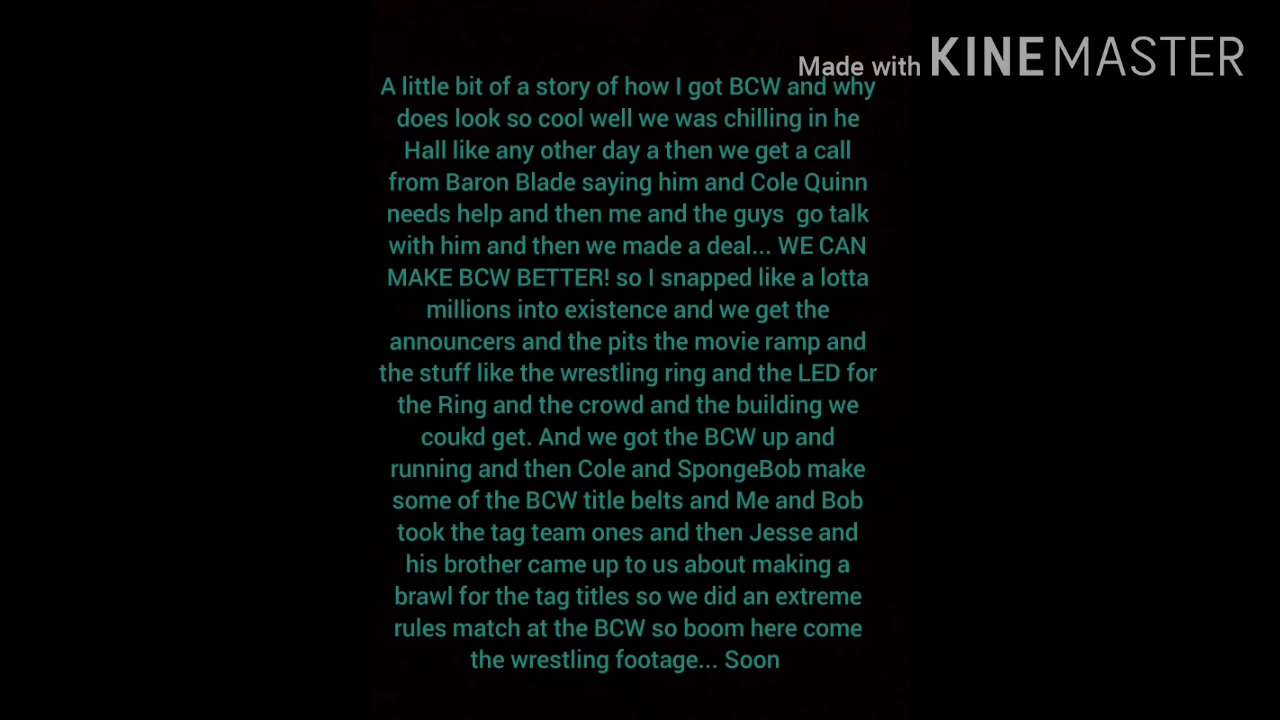 Made with KINEMASTER
A little bit of a story of how I got BCW and why
does look so cool well we was chilling in he
Hall like any other day a then we get a call
from Baron Blade saying him and Cole Quinn
needs help and then me and the guys  go talk
with him and then we made a deal... WE CAN
MAKE BCW BETTER! so I snapped like a lotta
millions into existence and we get the
announcers and the pits the movie ramp and
the stuff like the wrestling ring and the LED for
the Ring and the crowd and the building we
coukd get. And we got the BCW up and
running and then Cole and SpongeBob make
some of the BCW title belts and Me and Bob
took the tag team ones and then Jesse and
his brother came up to us about making a
brawl for the tag titles so we did an extreme
rules match at the BCW so boom here come
the wrestling footage... Soon